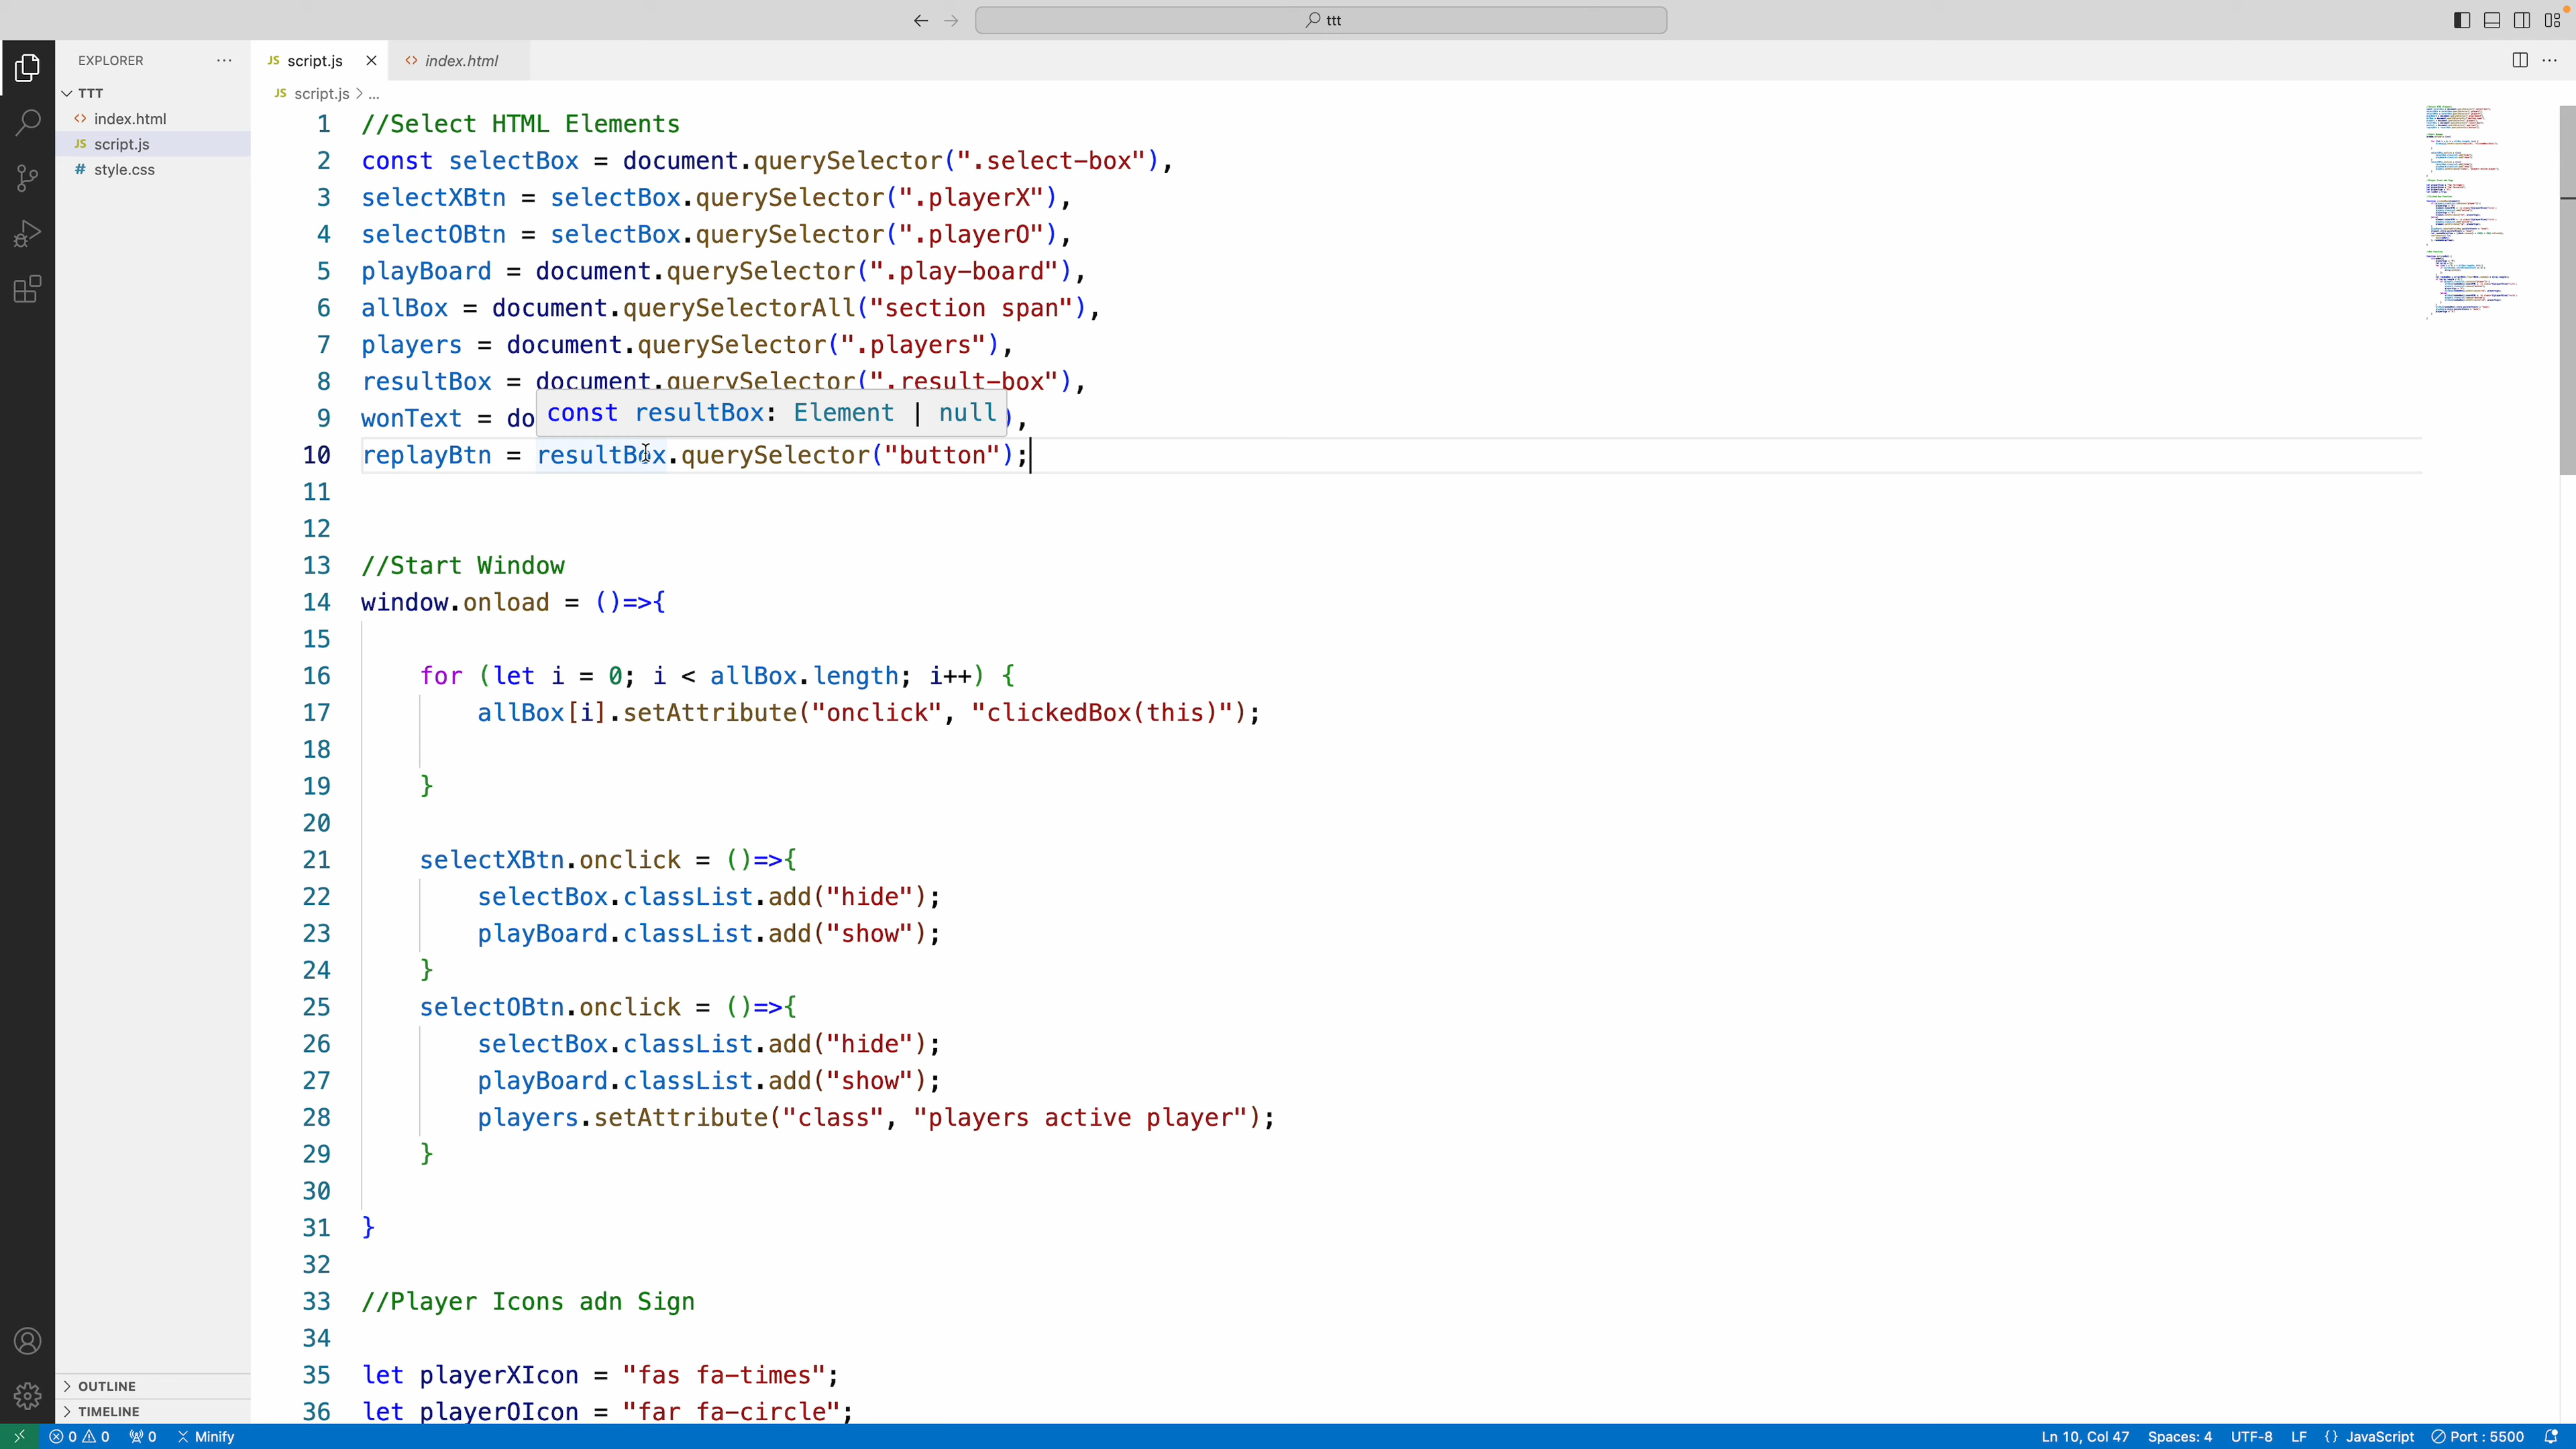 ttt
EXPLORER
TTT
index.html
script.js
style.css
OUTLINE
TIMELINE
script.js
index.html
script.js > ...
1 //Select HTML Elements
2 const selectBox = document.querySelector(".select-box"),
3 selectXBtn = selectBox.querySelector(".playerX"),
4 selectOBtn = selectBox.querySelector(".playerO"),
5 playBoard = document.querySelector(".play-board"),
6 allBox = document.querySelectorAll("section span"),
7 players = document.querySelector(".players"),
8 resultBox = document.querySelector(".result-box"),
const resultBox: Element | null
9 wonText = do ),
10 replayBtn = resultBox.querySelector("button");
11
12
13 //Start Window
14 window.onload = ()=>{
15
16 for (let i = 0; i < allBox.length; i++) {
17 allBox[i].setAttribute("onclick", "clickedBox(this)");
18
19 }
20
21 selectXBtn.onclick = ()=>{
22 selectBox.classList.add("hide");
23 playBoard.classList.add("show");
24 }
25 selectOBtn.onclick = ()=>{
26 selectBox.classList.add("hide");
27 playBoard.classList.add("show");
28 players.setAttribute("class", "players active player");
29 }
30
31 }
32
33 //Player Icons adn Sign
34
35 let playerXIcon = "fas fa-times";
36 let playerOIcon = "far fa-circle";
0 0 0 Minify
Ln 10, Col 47 Spaces: 4 UTF-8 LF {} JavaScript Port : 5500